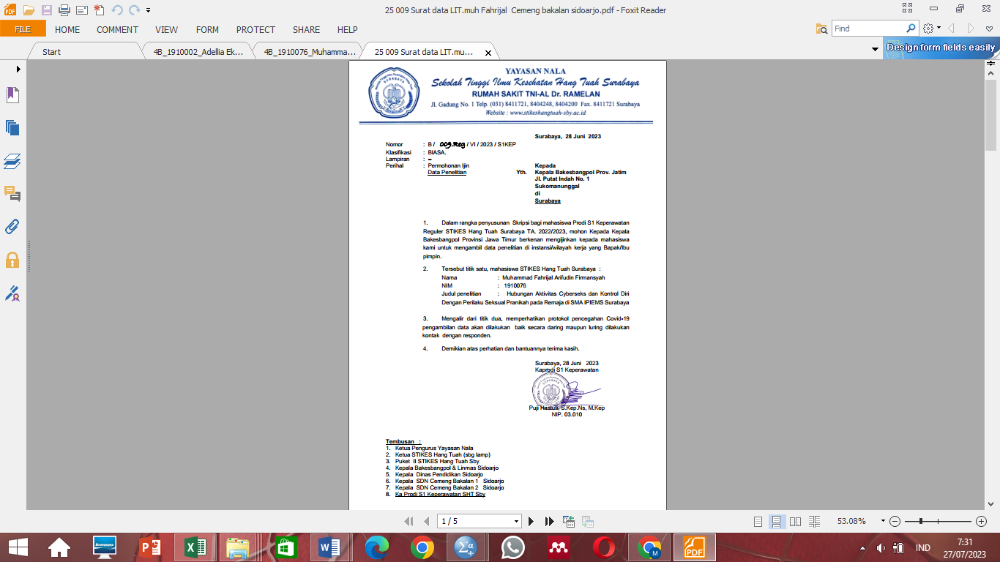 25 009 Surat data LIT.muh Fahrijal  Cemeng bakalan sidoarjo.pdf - Foxit Reader
FILE HOME COMMENT VIEW FORM PROTECT SHARE HELP
Find
Start
4B_1910002_Adellia Ek...
4B_1910076_Muhamma...
25 009 Surat data LIT.mu...
Design form fields easily
YAYASAN NALA
Sekolah Tinggi Ilmu Kesehatan Hang Tuah Surabaya
RUMAH SAKIT TNI-AL Dr. RAMELAN
Jl. Gadung No. 1 Telp. (031) 8411721, 8404248, 8404200  Fax. 8411721 Surabaya
Website : www.stikeshangtuah-sby.ac.id
Surabaya,  28 Juni  2023
Nomor : B / 009.Reg / VI / 2023 / S1KEP
Klasifikasi : BIASA.
Lampiran : --
Perihal : Permohonan Ijin
Data Penelitian
Kepada
Yth. Kepala Bakesbangpol Prov. Jatim
Jl. Putat Indah No. 1
Sukomanunggal
di
Surabaya
1. Dalam rangka penyusunan  Skripsi bagi mahasiswa Prodi S1 Keperawatan
Reguler STIKES Hang Tuah Surabaya TA. 2022/2023, mohon Kepada Kepala
Bakesbangpol Provinsi Jawa Timur berkenan mengijinkan kepada mahasiswa
kami untuk mengambil data penelitian di instansi/wilayah kerja yang Bapak/Ibu
pimpin.
2. Tersebut titik satu, mahasiswa STIKES Hang Tuah Surabaya  :
Nama : Muhammad Fahrijal Arifudin Firmansyah
NIM : 1910076
Judul penelitian : Hubungan Aktivitas Cyberseks dan Kontrol Diri
Dengan Perilaku Seksual Pranikah pada Remaja di SMA IPIEMS Surabaya
3. Mengalir dari titik dua, memperhatikan protokol pencegahan Covid-19
pengambilan data akan dilakukan  baik secara daring maupun luring dilakukan
kontak  dengan responden.
4. Demikian atas perhatian dan bantuannya terima kasih.
Surabaya, 28 Juni   2023
Kaprodi S1 Keperawatan
SURABAYA
Puji Hastuti, S.Kep.Ns, M.Kep
NIP. 03.010
Tembusan   :
1. Ketua Pengurus Yayasan Nala
2. Ketua STIKES Hang Tuah (sbg lamp)
3. Puket  II STIKES Hang Tuah Sby
4. Kepala Bakesbangpol & Linmas Sidoarjo
5. Kepala  Dinas Pendidikan Sidoarjo
6. Kepala  SDN Cemeng Bakalan 1   Sidoarjo
7. Kepala  SDN Cemeng Bakalan 2   Sidoarjo
8. Ka Prodi S1 Keperawatan SHT Sby
1 / 5
53.08%
IND
7:31
27/07/2023